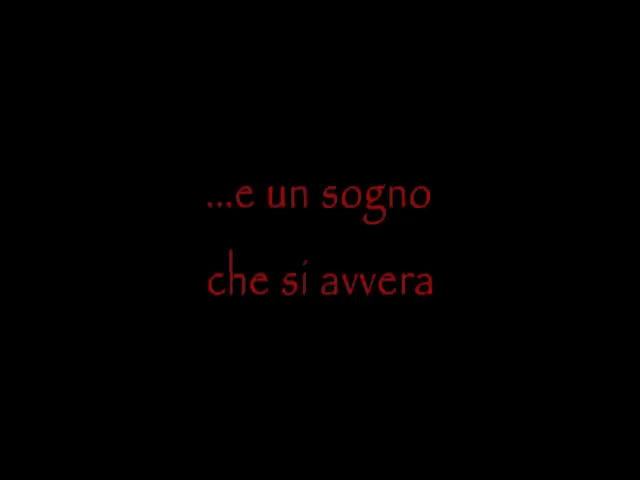 ...e un sogno
che si avvera